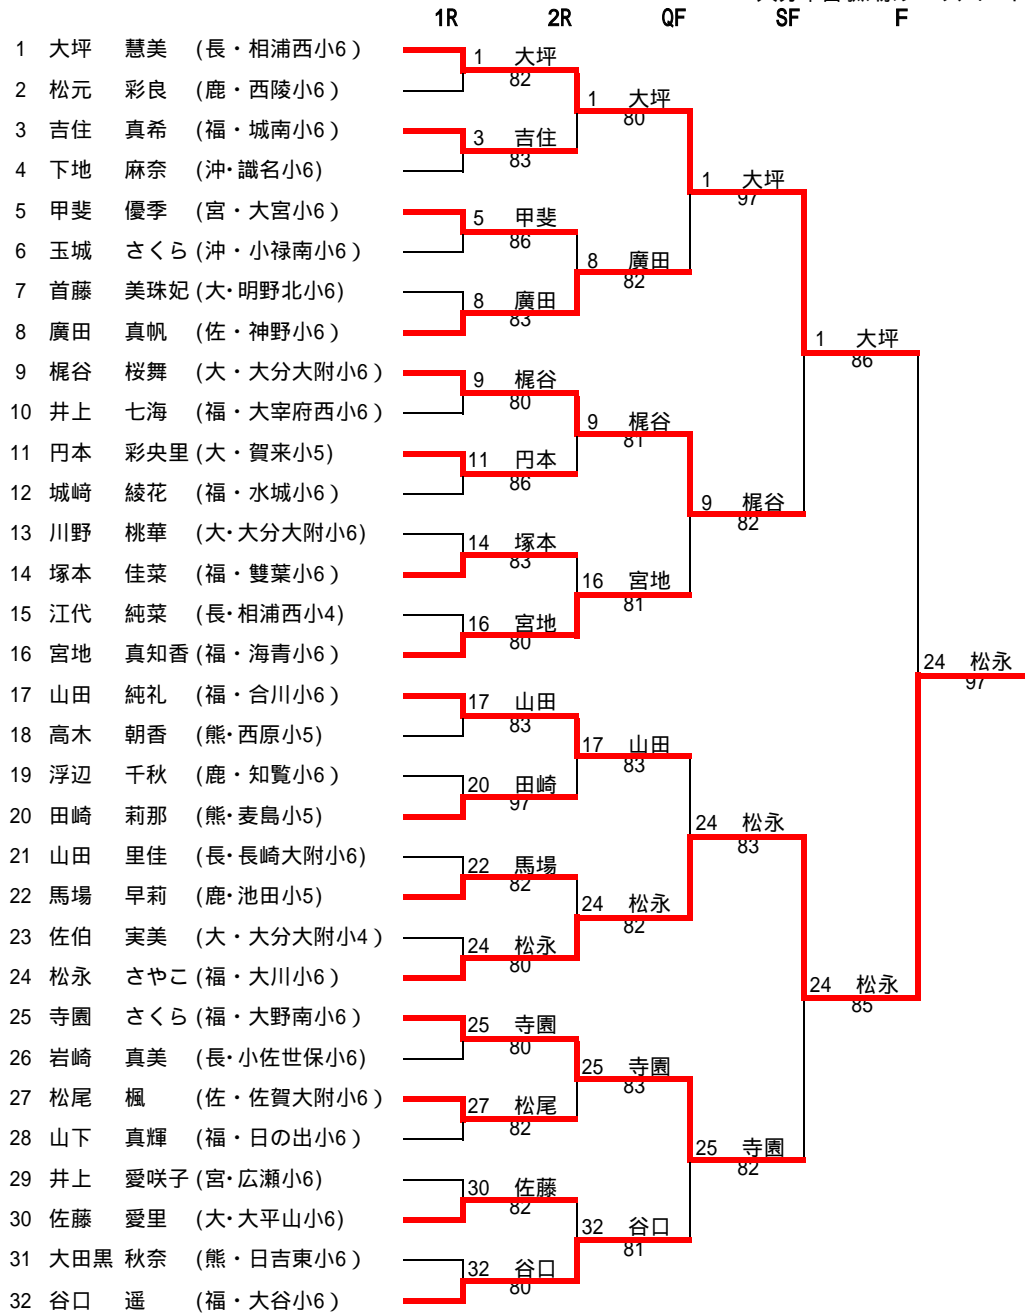 1R 2R QF SF F
1 大坪 慧美 (長・相浦西小6)
2 松元 彩良 (鹿・西陵小6)
3 吉住 真希 (福・城南小6)
4 下地 麻奈 (沖・識名小6)
5 甲斐 優季 (宮・大宮小6)
6 玉城 さくら (沖・小禄南小6)
7 首藤 美珠妃 (大・明野北小6)
8 廣田 真帆 (佐・神野小6)
9 梶谷 桜舞 (大・大分大附小6)
10 井上 七海 (福・大宰府西小6)
11 円本 彩央里 (大・賀来小5)
12 城﨑 綾花 (福・水城小6)
13 川野 桃華 (大・大分大附小6)
14 塚本 佳菜 (福・雙葉小6)
15 江代 純菜 (長・相浦西小4)
16 宮地 真知香 (福・海青小6)
17 山田 純礼 (福・合川小6)
18 高木 朝香 (熊・西原小5)
19 浮辺 千秋 (鹿・知覧小6)
20 田崎 莉那 (熊・麦島小5)
21 山田 里佳 (長・長崎大附小6)
22 馬場 早莉 (鹿・池田小5)
23 佐伯 実美 (大・大分大附小4)
24 松永 さやこ (福・大川小6)
25 寺園 さくら (福・大野南小6)
26 岩崎 真美 (長・小佐世保小6)
27 松尾 楓 (佐・佐賀大附小6)
28 山下 真輝 (福・日の出小6)
29 井上 愛咲子 (宮・広瀬小6)
30 佐藤 愛里 (大・大平山小6)
31 大田黒 秋奈 (熊・日吉東小6)
32 谷口 遥 (福・大谷小6)
1 大坪
82
3 吉住
83
5 甲斐
86
8 廣田
83
9 梶谷
80
11 円本
86
14 塚本
83
16 宮地
80
17 山田
83
20 田崎
97
22 馬場
82
24 松永
80
25 寺園
80
27 松尾
82
30 佐藤
82
32 谷口
80
1 大坪
80
8 廣田
82
9 梶谷
81
16 宮地
81
17 山田
83
24 松永
82
25 寺園
83
32 谷口
81
1 大坪
97
9 梶谷
82
24 松永
83
25 寺園
82
1 大坪
86
24 松永
85
24 松永
97